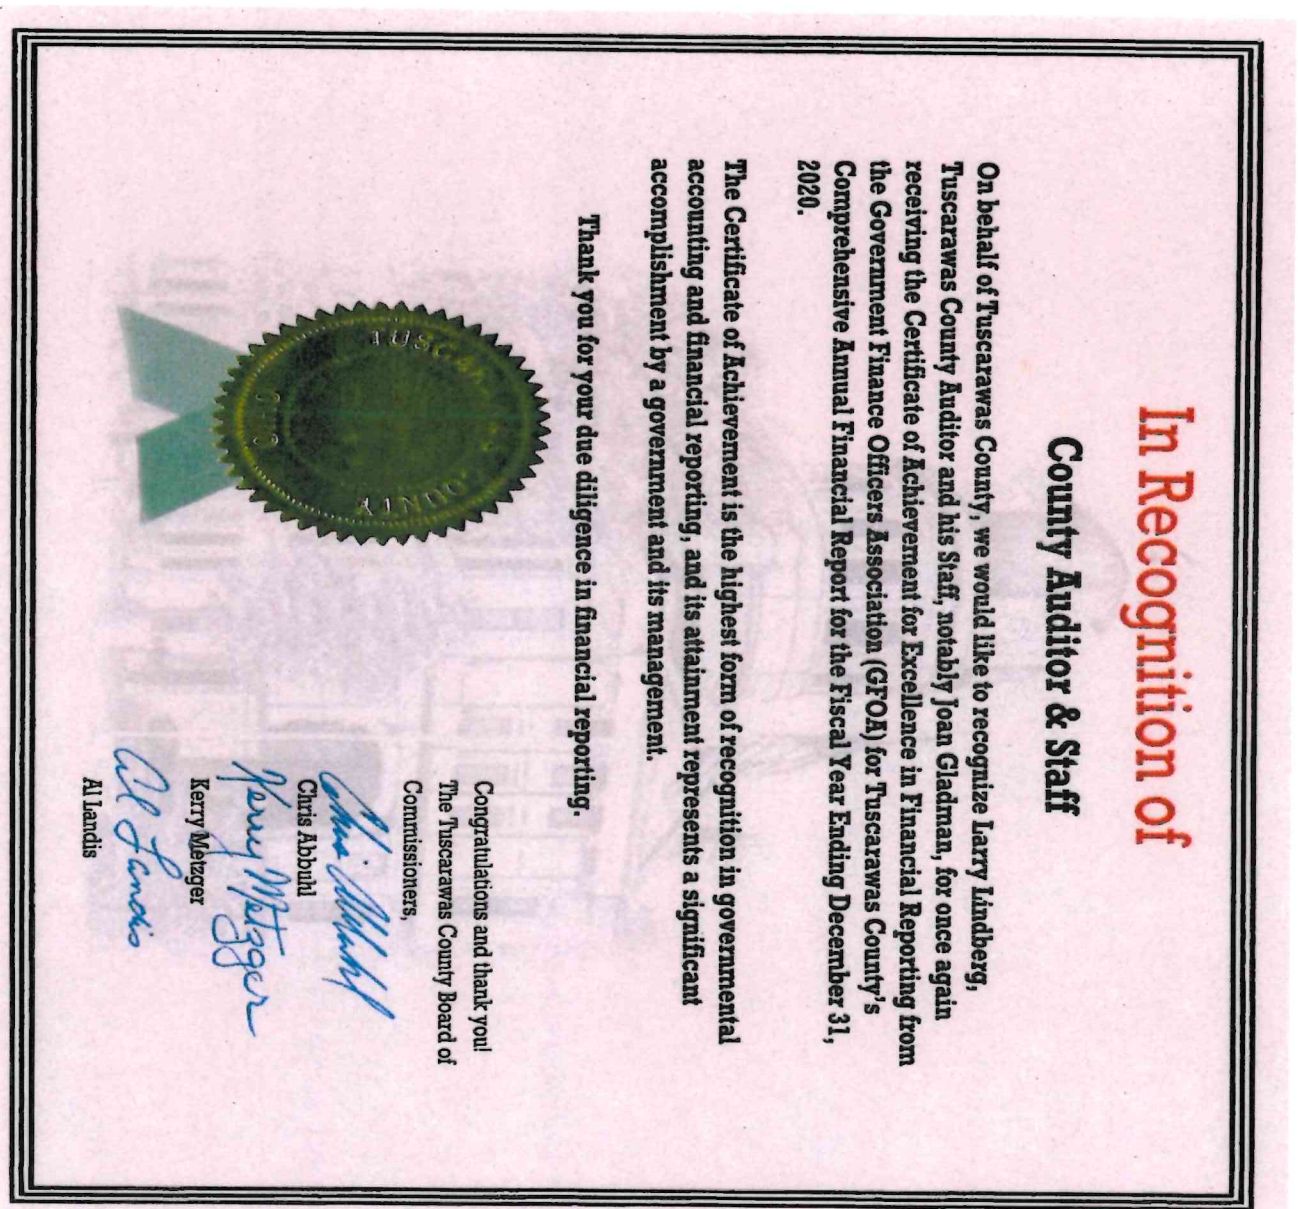 In Recognition of
County Auditor & Staff
On behalf of Tuscarawas County, we would like to recognize Larry Lindberg,
Tuscarawas County Auditor and his Staff, notably Joan Gladman, for once again
receiving the Certificate of Achievement for Excellence in Financial Reporting from
the Government Finance Officers Association (GFOA) for Tuscarawas County's
Comprehensive Annual Financial Report for the Fiscal Year Ending December 31,
2020.
The Certificate of Achievement is the highest form of recognition in governmental
accounting and financial reporting, and its attainment represents a significant
accomplishment by a government and its management.
Thank you for your due diligence in financial reporting.
Congratulations and thank you!
The Tuscarawas County Board of
Commissioners,
Chris Abbuhl
Chris Abbuhl
Kerry Metzger
Kerry Metzger
Al Landis
Al Landis